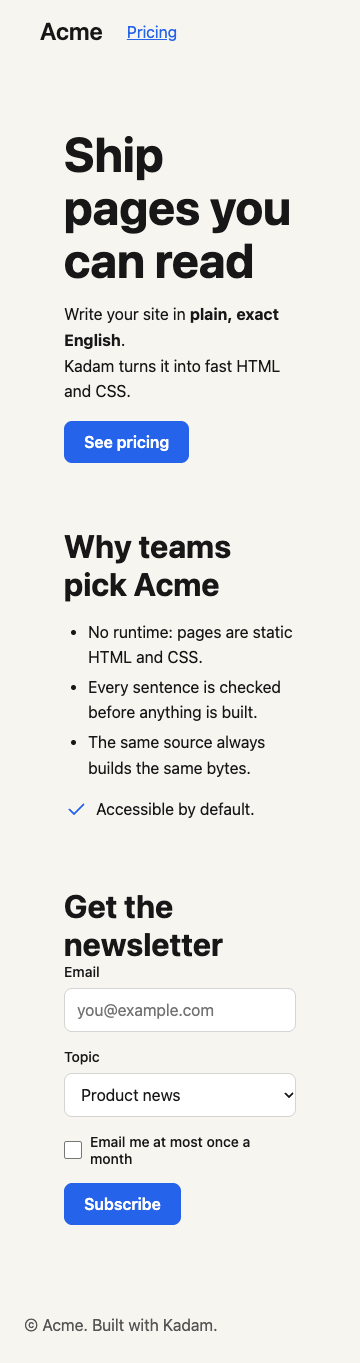 Acme
Pricing
Ship
pages you
can read
Write your site in plain, exact
English.
Kadam turns it into fast HTML
and CSS.
See pricing
Why teams
pick Acme
No runtime: pages are static
HTML and CSS.
Every sentence is checked
before anything is built.
The same source always
builds the same bytes.
Accessible by default.
Get the
newsletter
Email
you@example.com
Topic
Product news
Email me at most once a
month
Subscribe
© Acme. Built with Kadam.